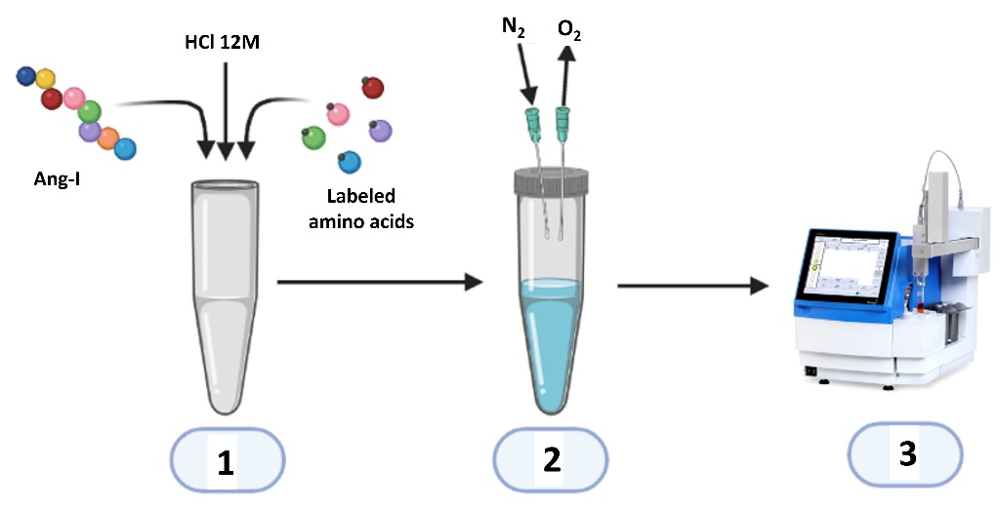 HCl 12M
N2
O2
Ang-I
Labeled
amino acids
1
2
3